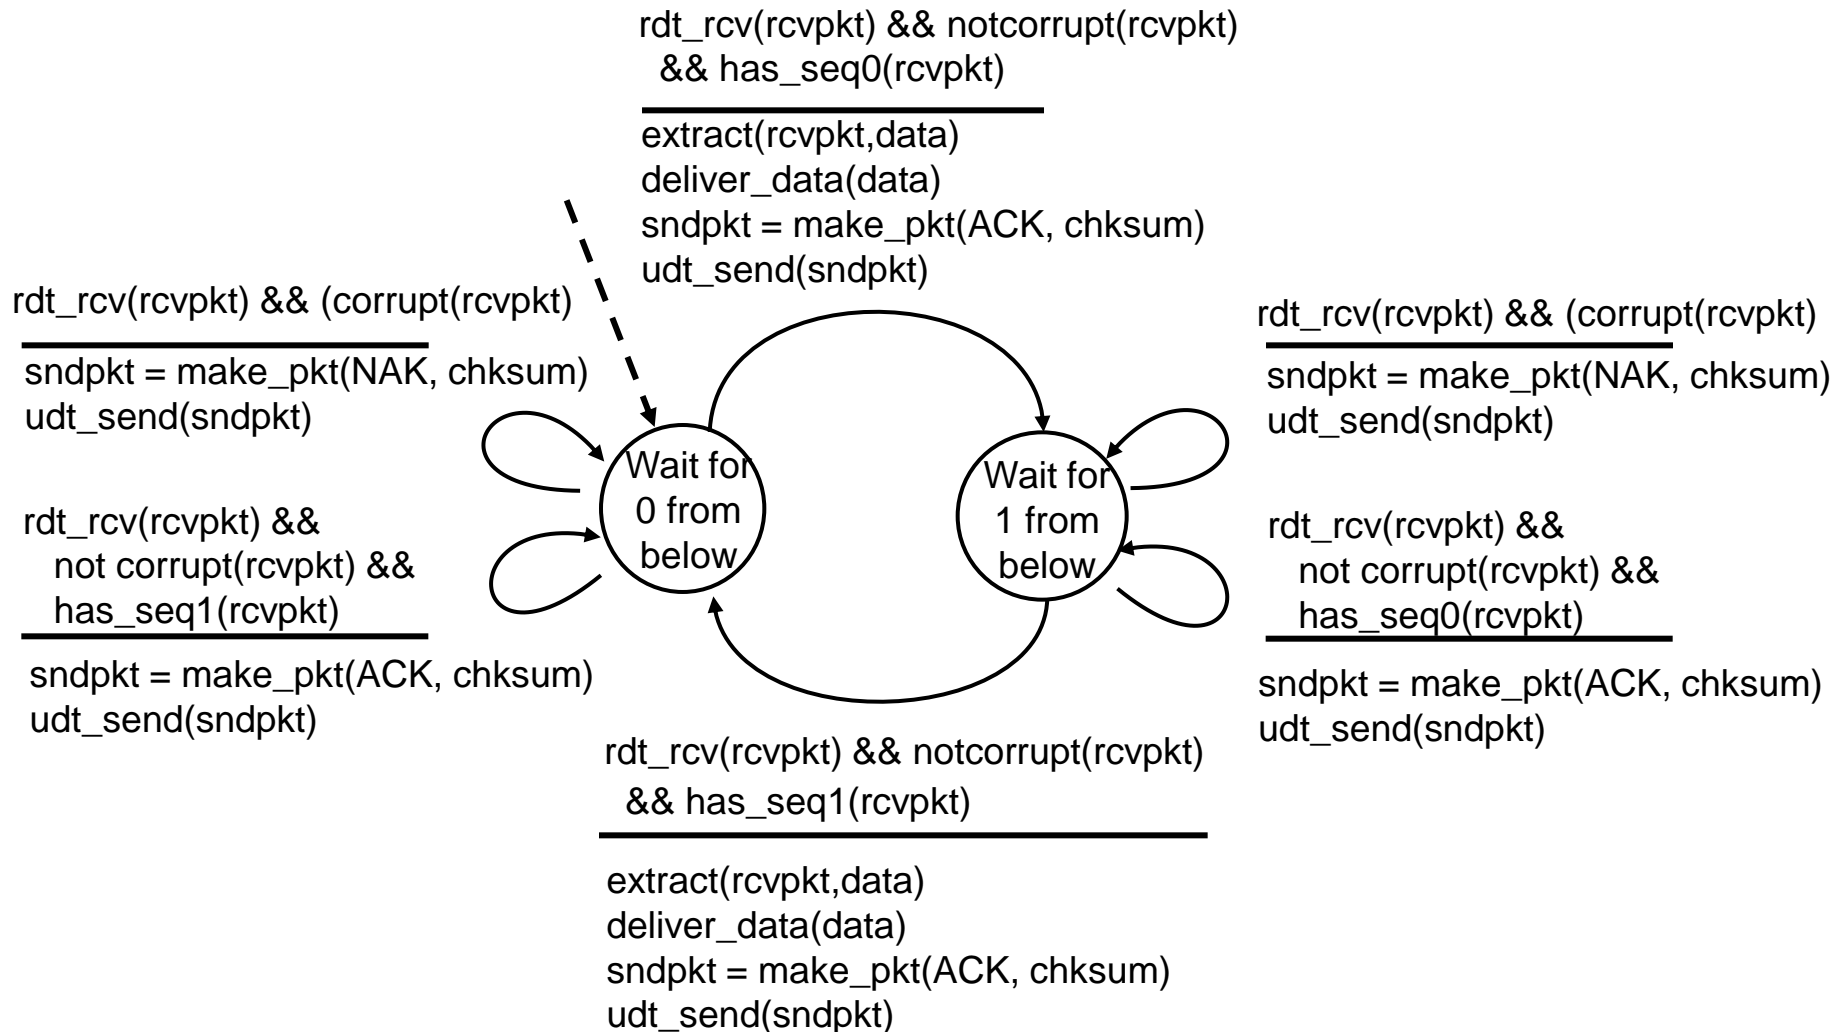 rdt_rcv(rcvpkt) && notcorrupt(rcvpkt)
&& has_seq0(rcvpkt)
extract(rcvpkt,data)
deliver_data(data)
sndpkt = make_pkt(ACK, chksum)
udt_send(sndpkt)
rdt_rcv(rcvpkt) && (corrupt(rcvpkt)
sndpkt = make_pkt(NAK, chksum)
udt_send(sndpkt)
rdt_rcv(rcvpkt) &&
not corrupt(rcvpkt) &&
has_seq1(rcvpkt)
sndpkt = make_pkt(ACK, chksum)
udt_send(sndpkt)
Wait for
0 from
below
Wait for
1 from
below
rdt_rcv(rcvpkt) && (corrupt(rcvpkt)
sndpkt = make_pkt(NAK, chksum)
udt_send(sndpkt)
rdt_rcv(rcvpkt) &&
not corrupt(rcvpkt) &&
has_seq0(rcvpkt)
sndpkt = make_pkt(ACK, chksum)
udt_send(sndpkt)
rdt_rcv(rcvpkt) && notcorrupt(rcvpkt)
&& has_seq1(rcvpkt)
extract(rcvpkt,data)
deliver_data(data)
sndpkt = make_pkt(ACK, chksum)
udt_send(sndpkt)